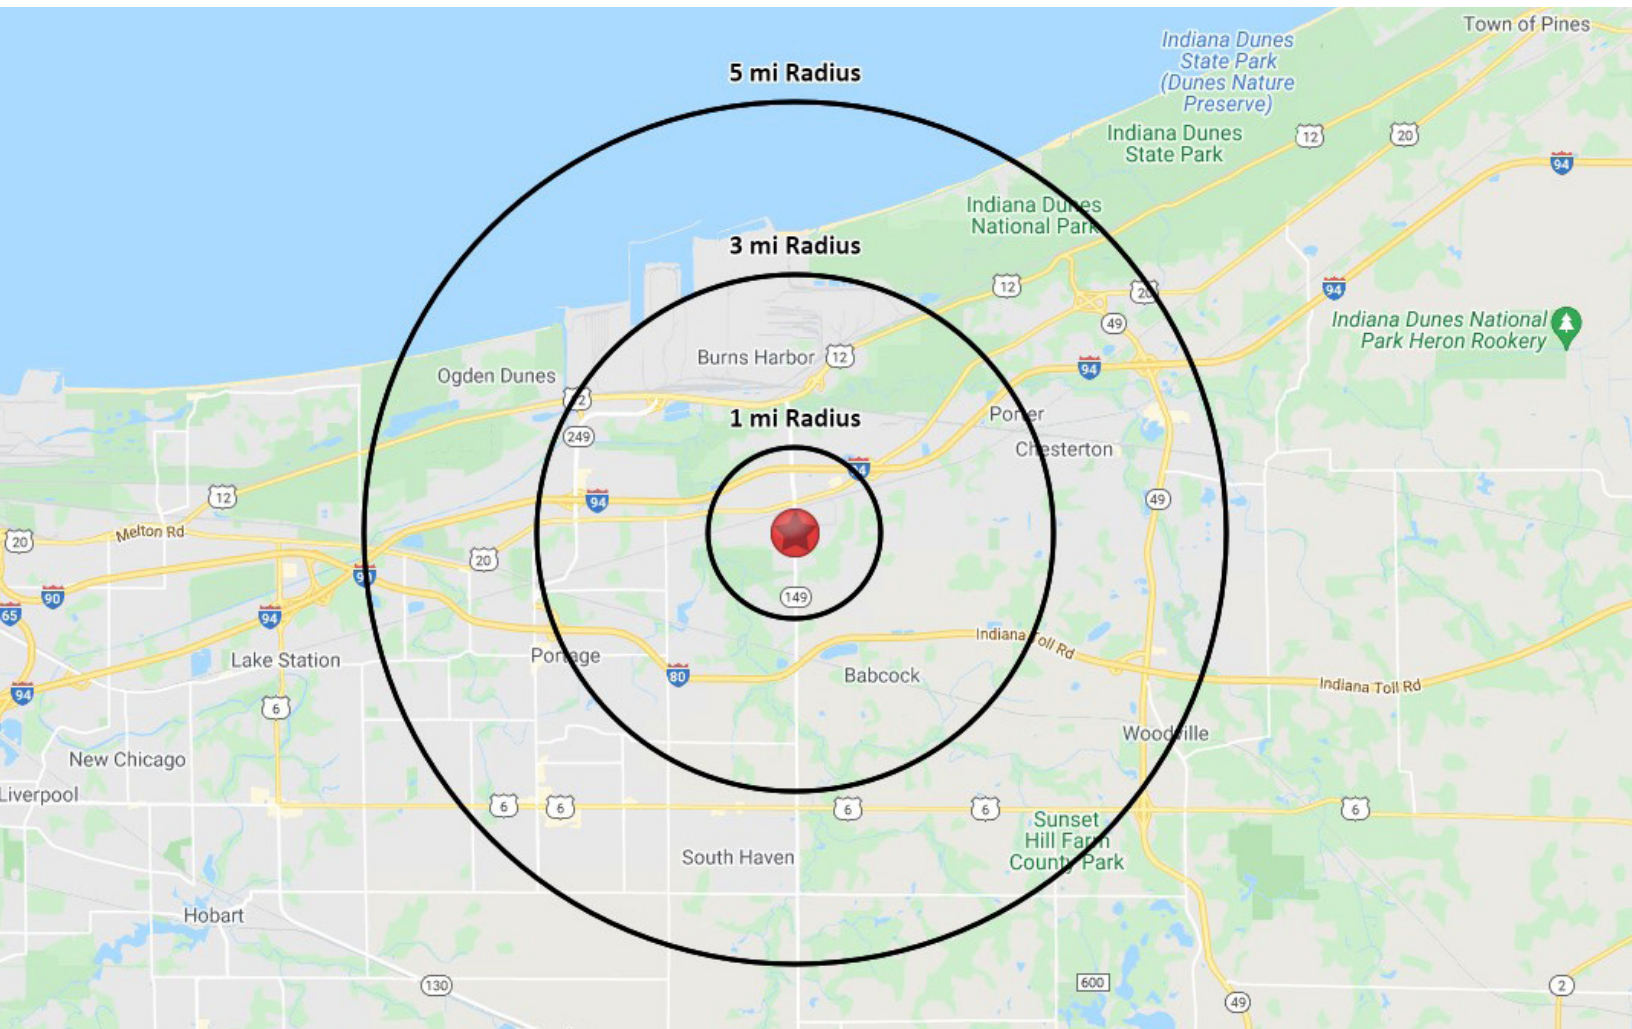 Town of Pines
Indiana Dunes
State Park
(Dunes Nature
Preserve)
5 mi Radius
Indiana Dunes
State Park
12
20
94
Indiana Dunes
National Park
3 mi Radius
12
20
94
49
Indiana Dunes National
Park Heron Rookery
Burns Harbor
12
94
Ogden Dunes
12
Porter
1 mi Radius
249
Chesterton
94
12
94
49
Melton Rd
20
20
90
90
149
65
94
Indiana Toll Rd
Portage
Lake Station
80
Babcock
Indiana Toll Rd
94
6
Woodville
New Chicago
Liverpool
6
6
6
6
6
Sunset
Hill Farm
County Park
South Haven
Hobart
130
600
2
49